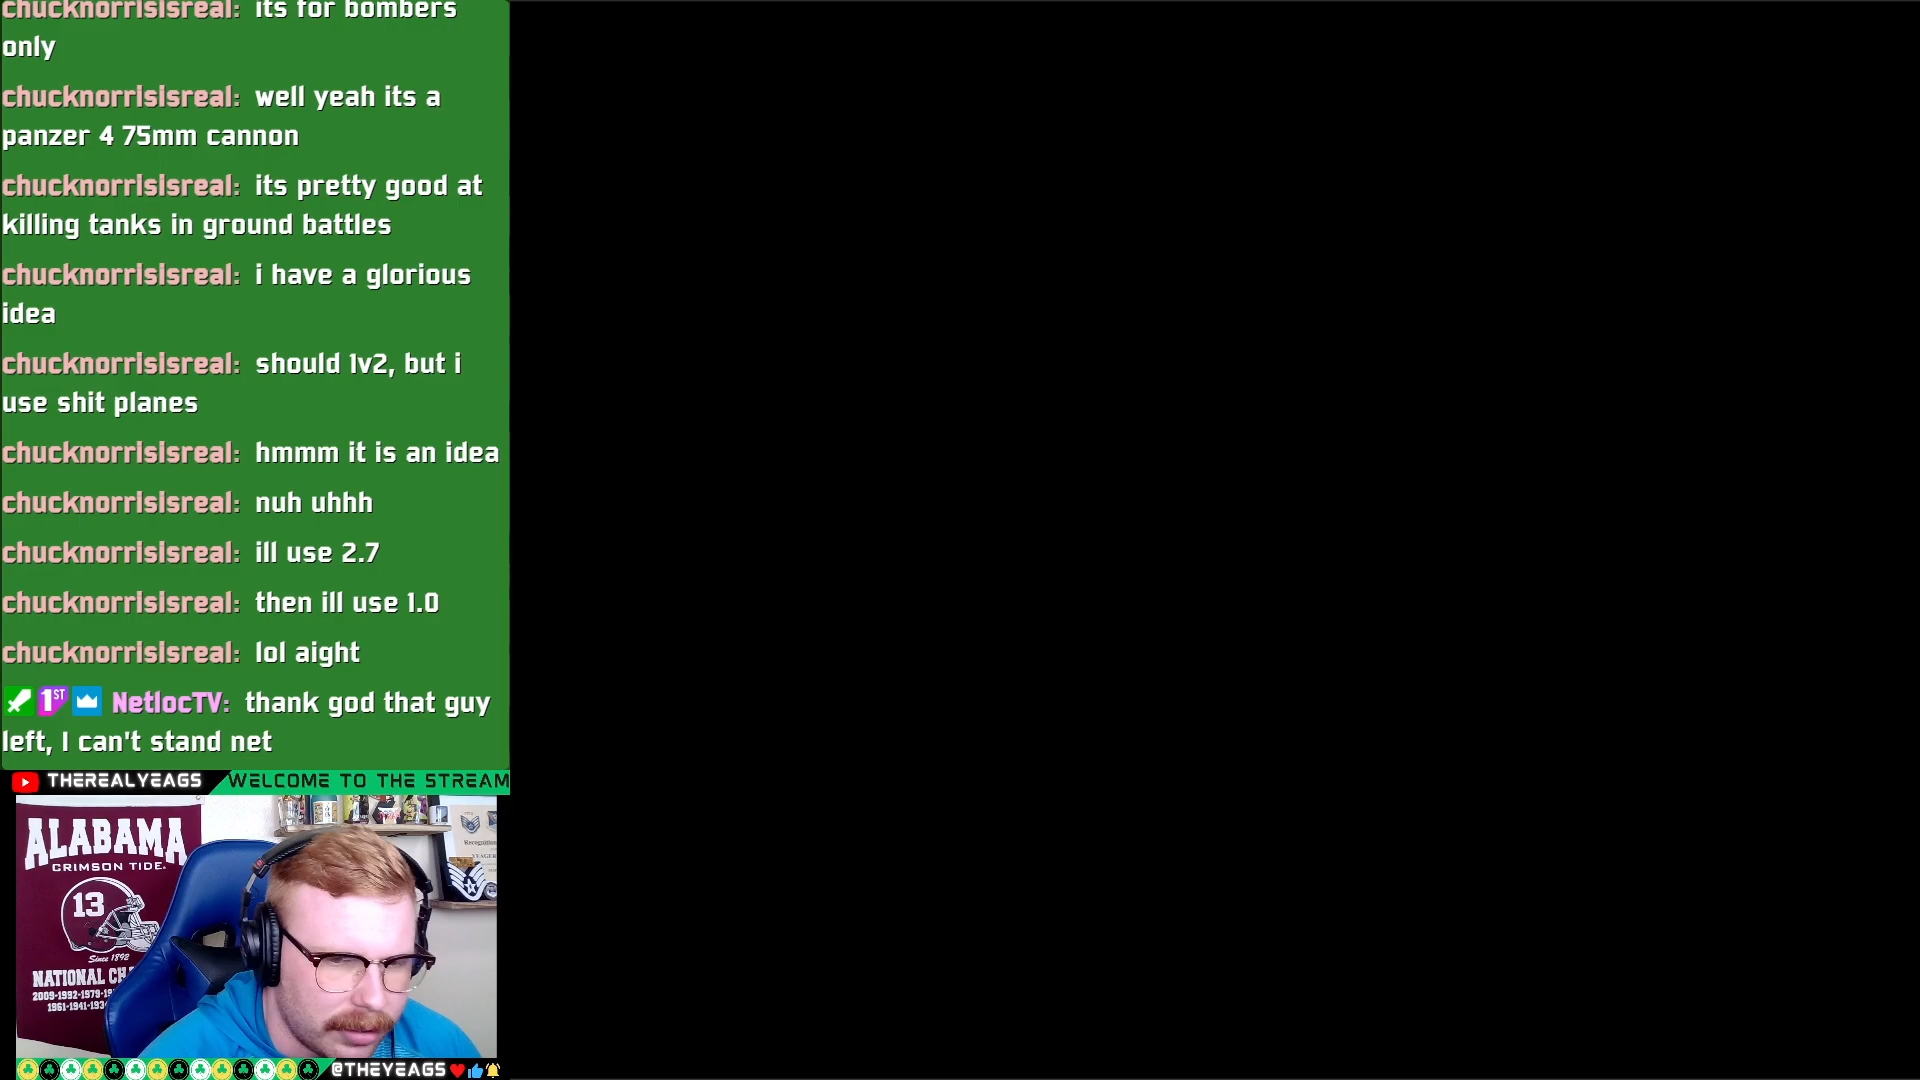 chucknorrisisreal: its for bombers
only
chucknorrisisreal: well yeah its a
panzer 4 75mm cannon
chucknorrisisreal: its pretty good at
killing tanks in ground battles
chucknorrisisreal: i have a glorious
idea
chucknorrisisreal: should 1v2, but i
use shit planes
chucknorrisisreal: hmmm it is an idea
chucknorrisisreal: nuh uhhh
chucknorrisisreal: ill use 2.7
chucknorrisisreal: then ill use 1.0
chucknorrisisreal: lol aight
1ST NetlocTV: thank god that guy
left, I can't stand net
THEREALYEAGS WELCOME TO THE STREAM
ALABAMA
CRIMSON TIDE
13
Since 1892
NATIONAL
@THEYEAGS